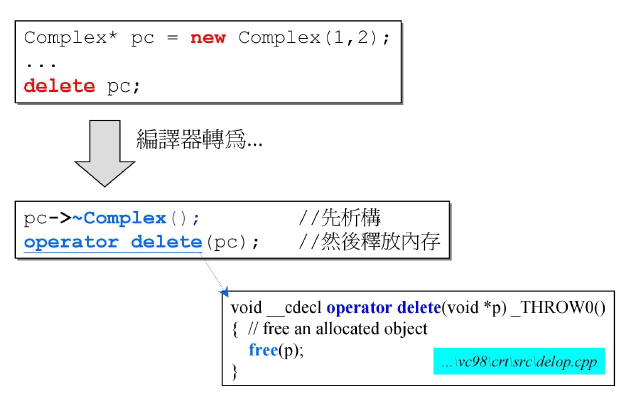 Complex* pc = new Complex(1,2);
...
delete pc;
編譯器轉為...
pc->~Complex(); //先析構
operator delete(pc); //然後釋放內存
void __cdecl operator delete(void *p) _THROW0()
{ // free an allocated object
free(p);
}
...\vc98\crt\src\delop.cpp